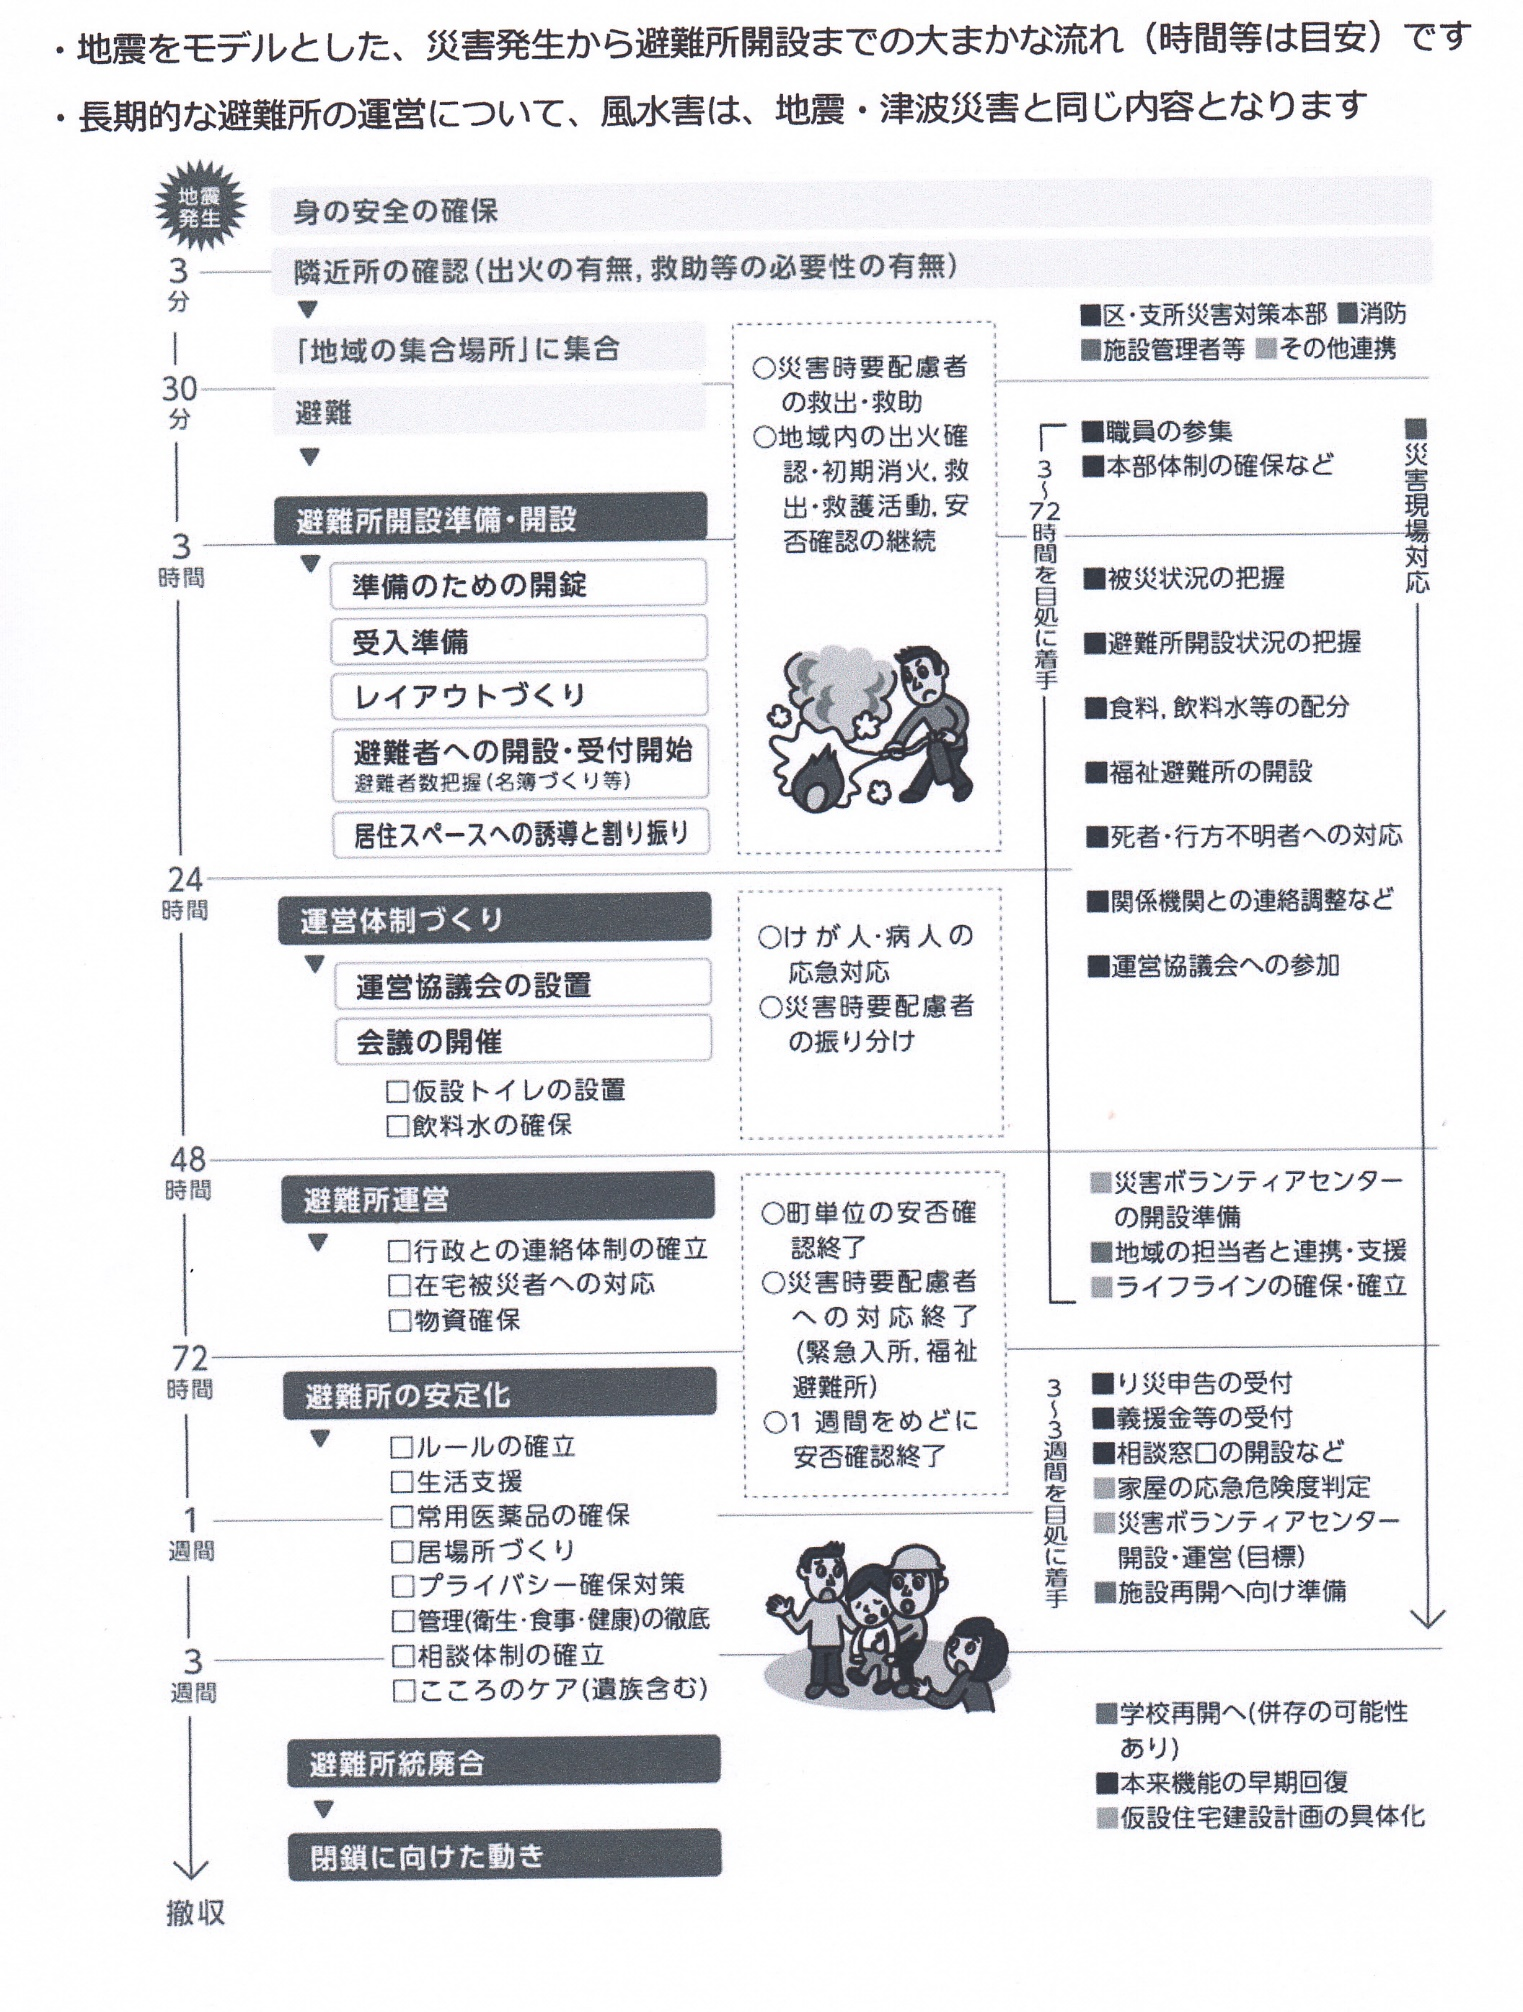 ・地震をモデルとした、災害発生から避難所開設までの大まかな流れ（時間等は目安）です
・長期的な避難所の運営について、風水害は、地震・津波災害と同じ内容となります
地震
発生
身の安全の確保
3
分
隣近所の確認(出火の有無,救助等の必要性の有無)
▼
「地域の集合場所」に集合
30
分
避難
▼
避難所開設準備・開設
3
時間
▼
準備のための開錠
受入準備
レイアウトづくり
避難者への開設・受付開始
避難者数把握(名簿づくり等)
居住スペースへの誘導と割り振り
24
時間
運営体制づくり
▼
運営協議会の設置
会議の開催
□仮設トイレの設置
□飲料水の確保
48
時間
避難所運営
▼
□行政との連絡体制の確立
□在宅被災者への対応
□物資確保
72
時間
避難所の安定化
▼
□ルールの確立
□生活支援
1
週間
□常用医薬品の確保
□居場所づくり
□プライバシー確保対策
□管理(衛生・食事・健康)の徹底
3
週間
□相談体制の確立
□こころのケア(遺族含む)
避難所統廃合
▼
閉鎖に向けた動き
撤収
○災害時要配慮者
の救出・救助
○地域内の出火確
認・初期消火,救
出・救護活動,安
否確認の継続
○けが人・病人の
応急対応
○災害時要配慮者
の振り分け
○町単位の安否確
認終了
○災害時要配慮者
への対応終了
(緊急入所,福祉
避難所)
○1週間をめどに
安否確認終了
■区・支所災害対策本部 ■消防
■施設管理者等 ■その他連携
3～72時間を目処に着手
■職員の参集
■本部体制の確保など
■被災状況の把握
■避難所開設状況の把握
■食料,飲料水等の配分
■福祉避難所の開設
■死者・行方不明者への対応
■関係機関との連絡調整など
■運営協議会への参加
■災害ボランティアセンター
の開設準備
■地域の担当者と連携・支援
■ライフラインの確保・確立
■災害現場対応
3～3週間を目処に着手
■り災申告の受付
■義援金等の受付
■相談窓口の開設など
■家屋の応急危険度判定
■災害ボランティアセンター
開設・運営(目標)
■施設再開へ向け準備
■学校再開へ(併存の可能性
あり)
■本来機能の早期回復
■仮設住宅建設計画の具体化